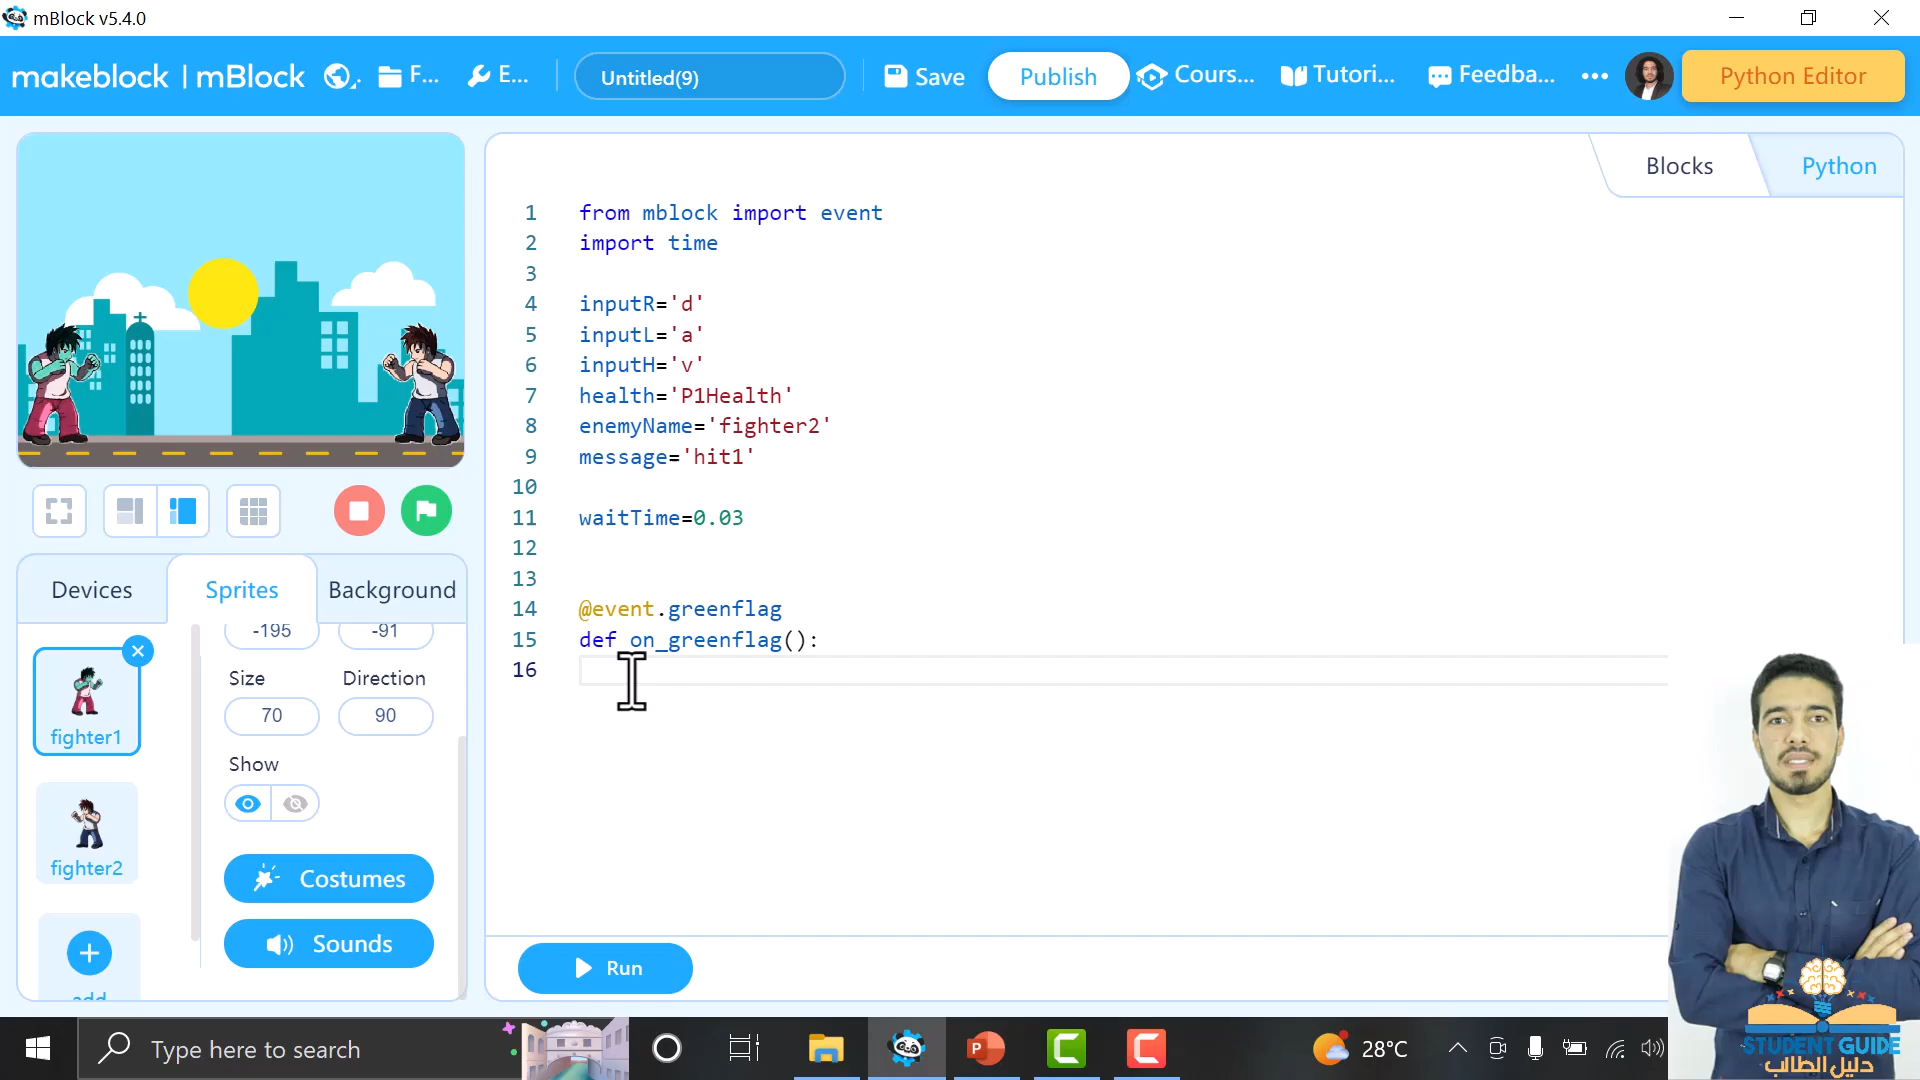 mBlock v5.4.0
makeblock | mBlock
F...
E...
Untitled(9)
Save
Publish
Cours...
Tutori...
Feedba...
Python Editor
Blocks
Python
1 from mblock import event
2 import time
3
4 inputR='d'
5 inputL='a'
6 inputH='v'
7 health='P1Health'
8 enemyName='fighter2'
9 message='hit1'
10
11 waitTime=0.03
12
13
14 @event.greenflag
15 def on_greenflag():
16
Devices
Sprites
Background
-195
-91
Size
Direction
70
90
Show
fighter1
fighter2
add
Costumes
Sounds
Run
Type here to search
28°C
STUDENT GUIDE
دليل الطالب